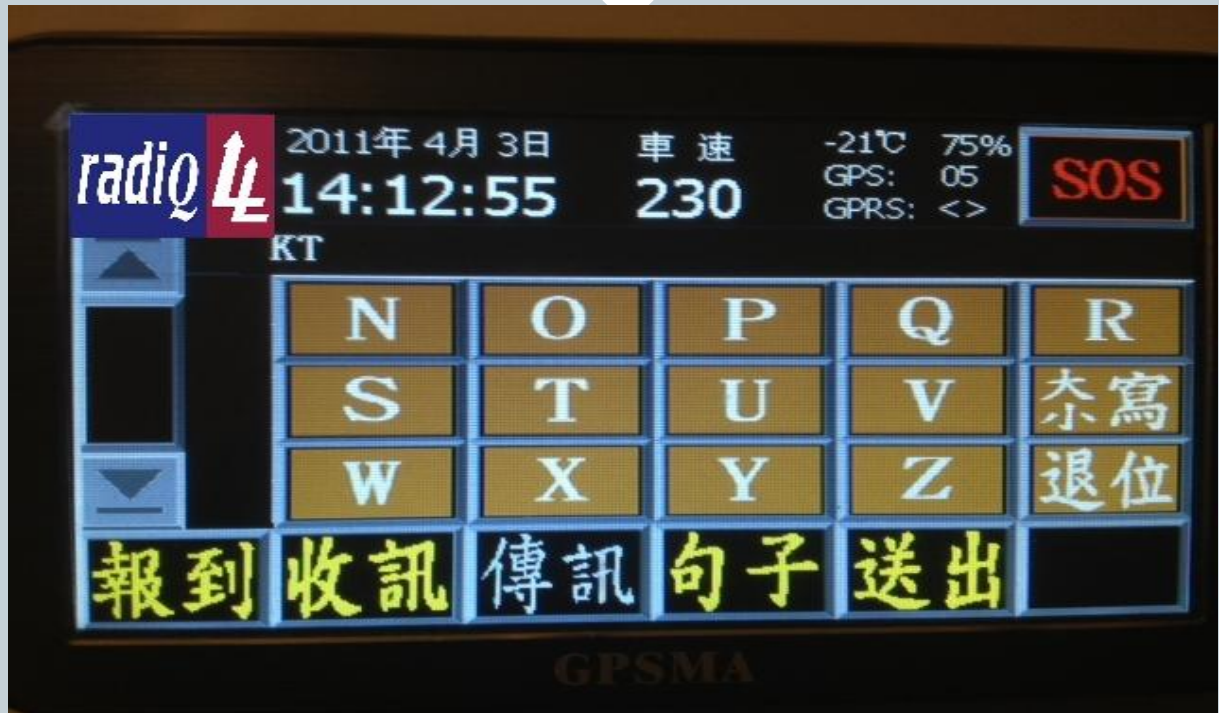 radio 4
2011年 4月 3日 車速 -21℃ 75%
14:12:55 230 GPS: 05
GPRS: <>
SOS
KT
N O P Q R
S T U V 大小寫
W X Y Z 退位
報到 收訊 傳訊 句子 送出
GPSMA